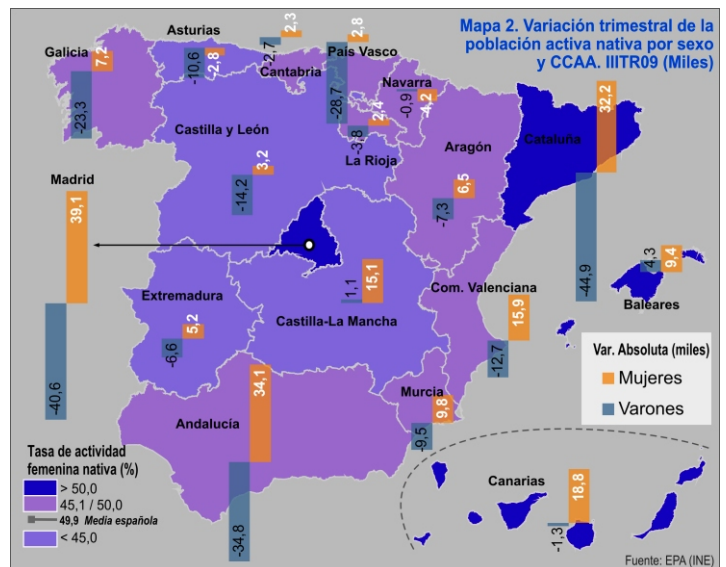 Mapa 2. Variación trimestral de la
población activa nativa por sexo
y CCAA. IIITR09 (Miles)
Galicia
7,2
-23,3
Asturias
-10,6
-2,8
Cantabria
-2,7
2,3
País Vasco
-28,7
2,8
Navarra
-0,9
-4,2
La Rioja
-3,8
2,4
Castilla y León
-14,2
3,2
Aragón
-7,3
6,5
Cataluña
32,2
-44,9
Madrid
39,1
-40,6
Baleares
4,3
9,4
Extremadura
-6,6
5,2
Castilla-La Mancha
1,1
15,1
Com. Valenciana
15,9
-12,7
Andalucía
34,1
-34,8
Murcia
9,8
-9,5
Canarias
18,8
-1,3
Var. Absoluta (miles)
Mujeres
Varones
Tasa de actividad
femenina nativa (%)
> 50,0
45,1 / 50,0
49,9 Media española
< 45,0
Fuente: EPA (INE)